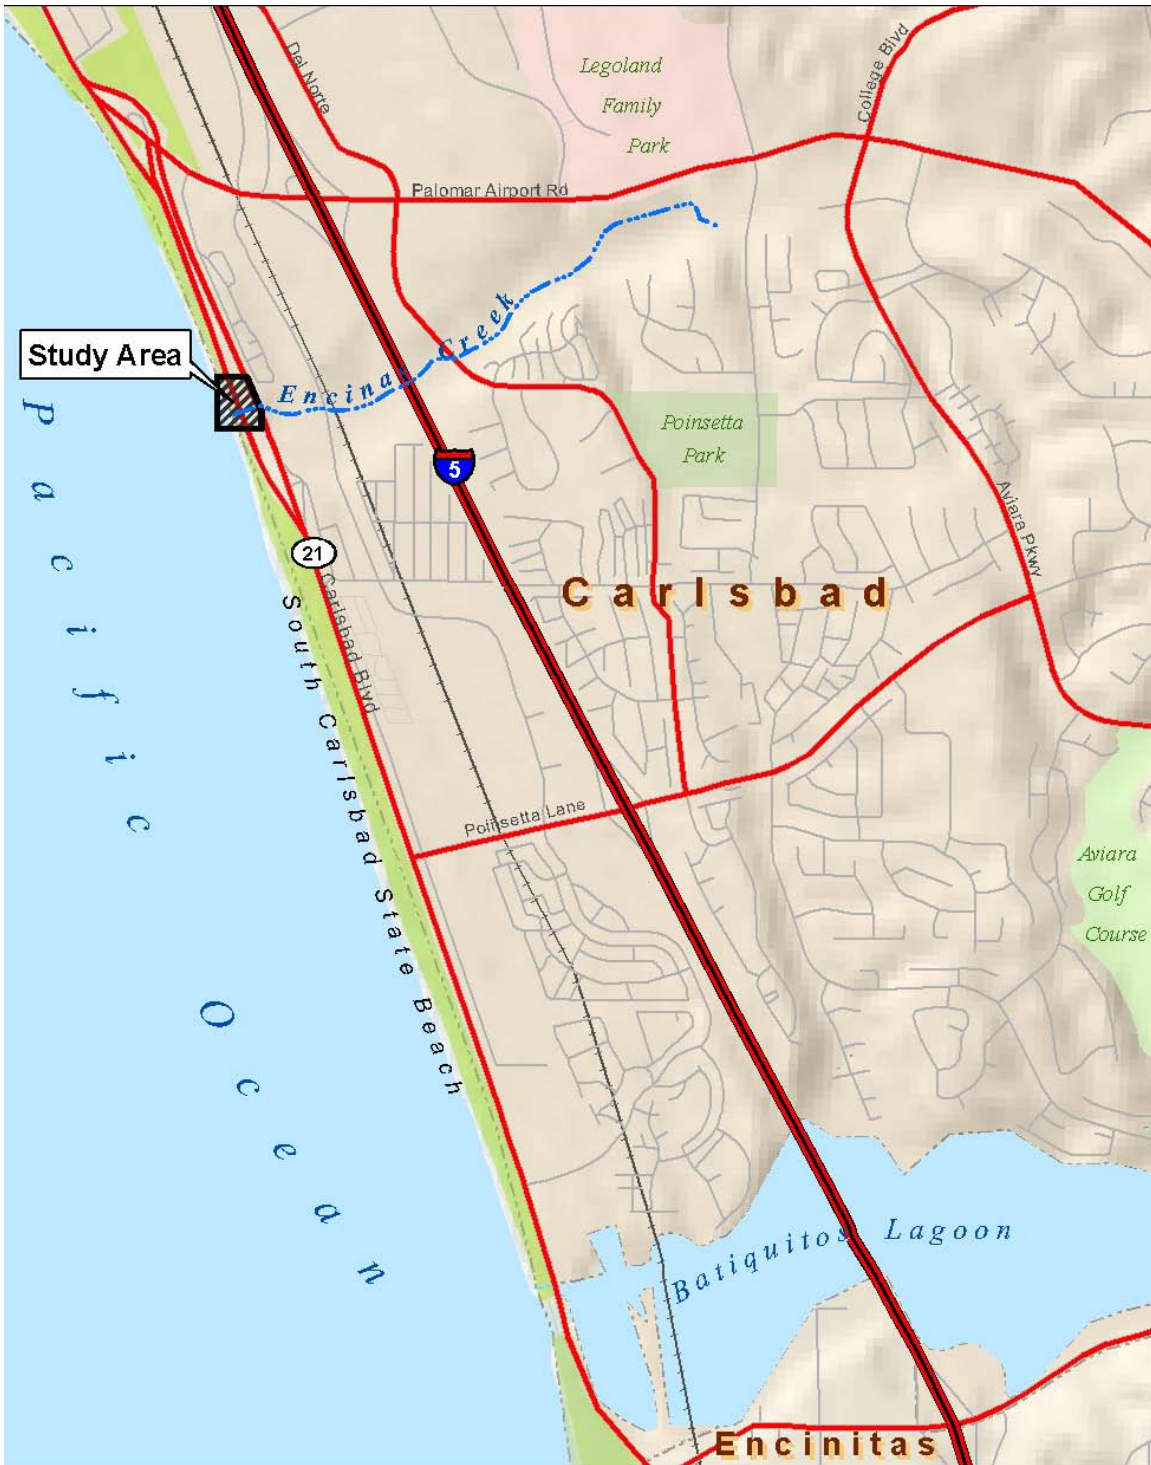 Legoland
Family
Park
College Blvd
Del Norte
Palomar Airport Rd
Encinas Creek
Study Area
Poinsetta
Park
5
Aviara Pkwy
21
Carlsbad
Carlsbad Blvd
South Carlsbad State Beach
Pacific Ocean
Poinsetta Lane
Aviara
Golf
Course
Batiquitos Lagoon
Encinitas